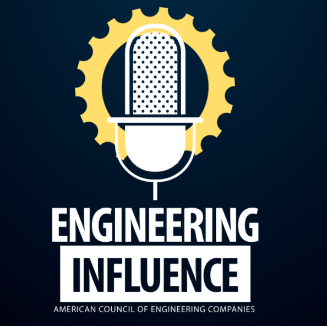 ENGINEERING
INFLUENCE
AMERICAN COUNCIL OF ENGINEERING COMPANIES